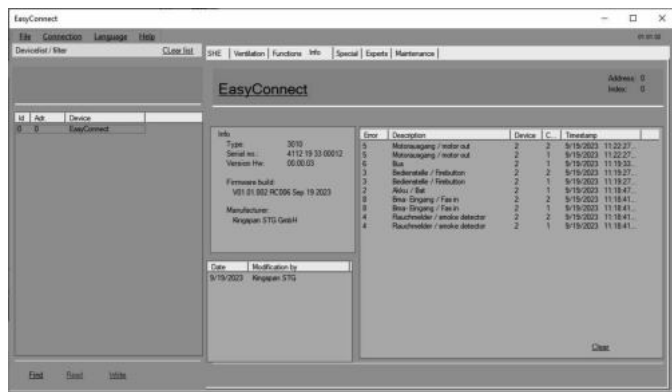 EasyConnect
File Connection Language Help
01.01.02
Devicelist / filter CLear list
SHE Ventilation Functions Info Special Experts Maintenance
EasyConnect
Address: 0
Index: 0
Id Adr. Device
0 0 EasyConnect
Info
Type: 3010
Serial no.: 4112 19 33 00012
Version Hw: 00.00.03
Firmware build:
V01.01.002 RC006 Sep 19 2023
Manufacturer:
Kingspan STG GmbH
Error Description Device C... Timestamp
5 Motorausgang / motor out 2 2 9/19/2023 11:22:27...
5 Motorausgang / motor out 2 1 9/19/2023 11:22:27...
6 Bus 2 1 9/19/2023 11:19:33...
3 Bedienstelle / Firebutton 2 2 9/19/2023 11:19:27...
3 Bedienstelle / Firebutton 2 1 9/19/2023 11:19:27...
2 Akku / Bat 2 1 9/19/2023 11:18:47...
8 Bma- Eingang / Fas in 2 2 9/19/2023 11:18:41...
8 Bma- Eingang / Fas in 2 1 9/19/2023 11:18:41...
4 Rauchmelder / smoke detector 2 2 9/19/2023 11:18:41...
4 Rauchmelder / smoke detector 2 1 9/19/2023 11:18:41...
Date Modification by
9/19/2023 Kingspan STG
Clear
Find Read Write